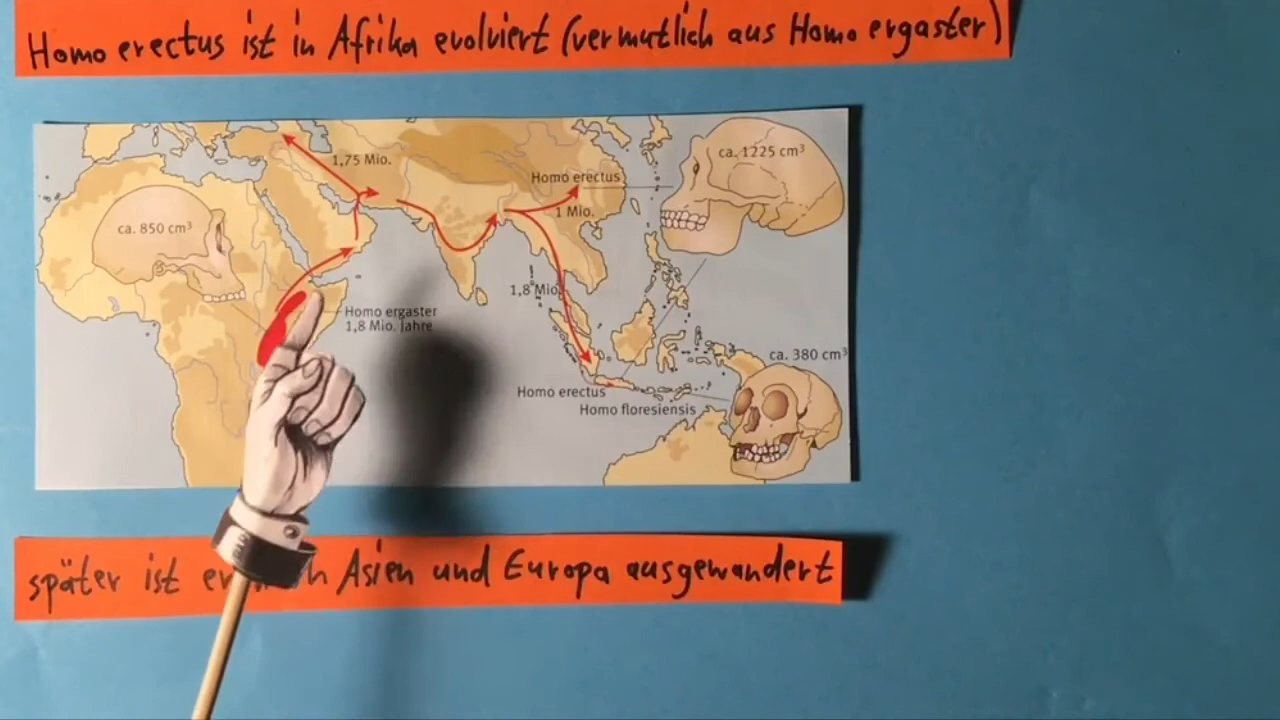 Homo erectus ist in Afrika evolviert (vermutlich aus Homo ergaster)
1,75 Mio.
ca. 1225 cm³
Homo erectus
1 Mio.
ca. 850 cm³
1,8 Mio.
Homo ergaster
1,8 Mio. Jahre
ca. 380 cm³
Homo erectus
Homo floresiensis
später ist Asien und Europa ausgewandert